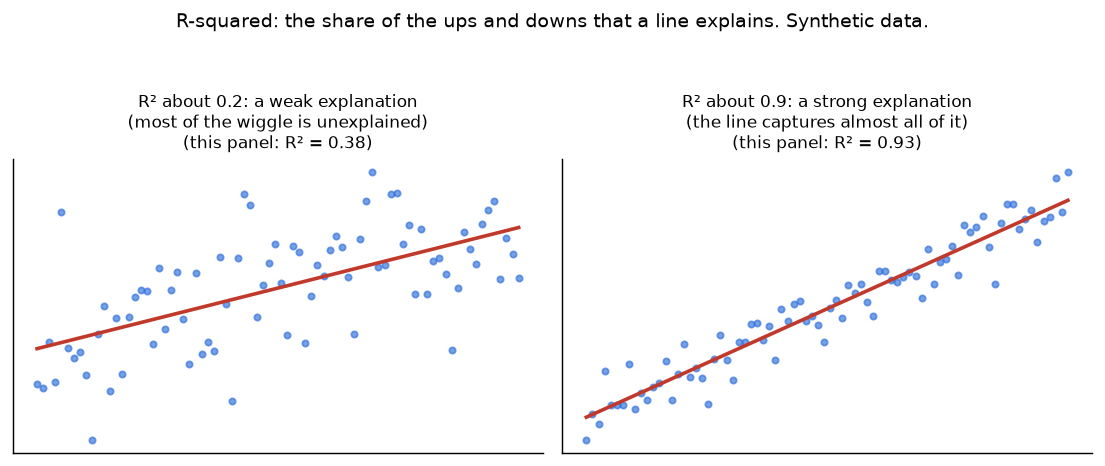 R-squared: the share of the ups and downs that a line explains. Synthetic data.
R² about 0.2: a weak explanation
(most of the wiggle is unexplained)
(this panel: R² = 0.38)
R² about 0.9: a strong explanation
(the line captures almost all of it)
(this panel: R² = 0.93)